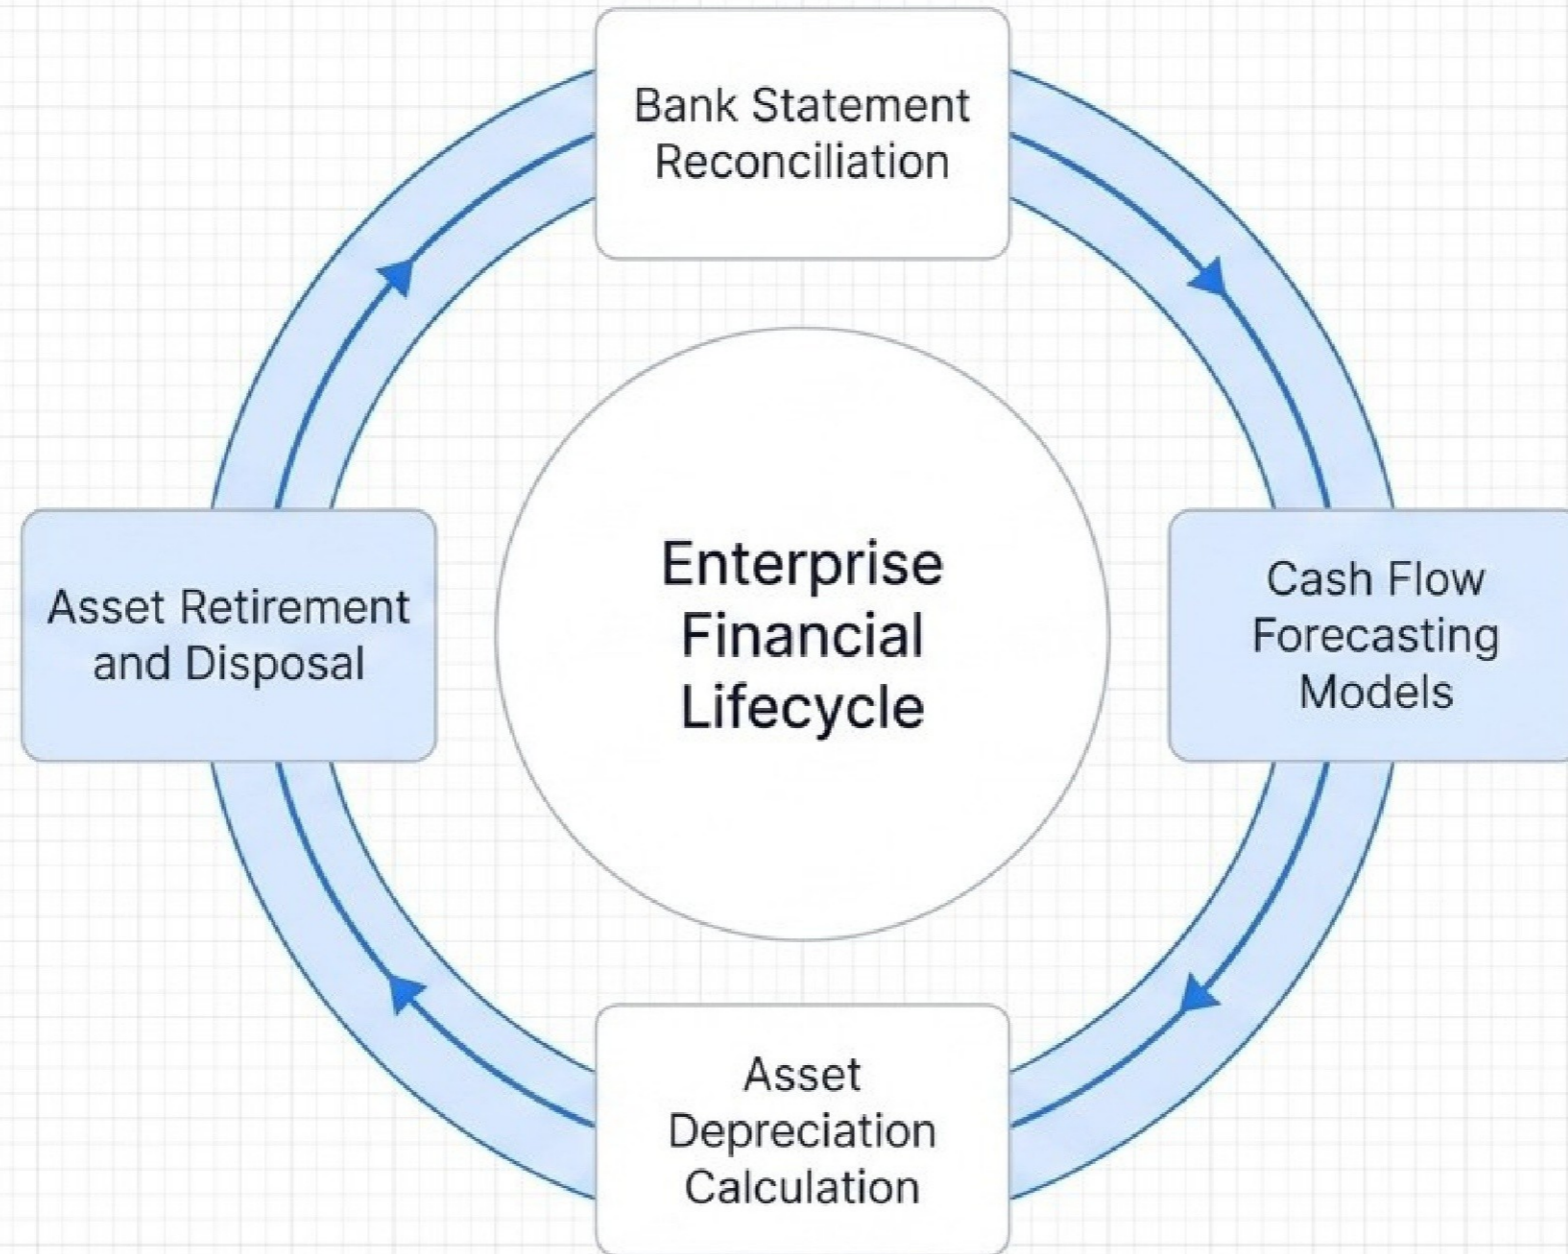 Bank Statement
Reconciliation
Asset Retirement
and Disposal
Enterprise
Financial
Lifecycle
Cash Flow
Forecasting
Models
Asset
Depreciation
Calculation